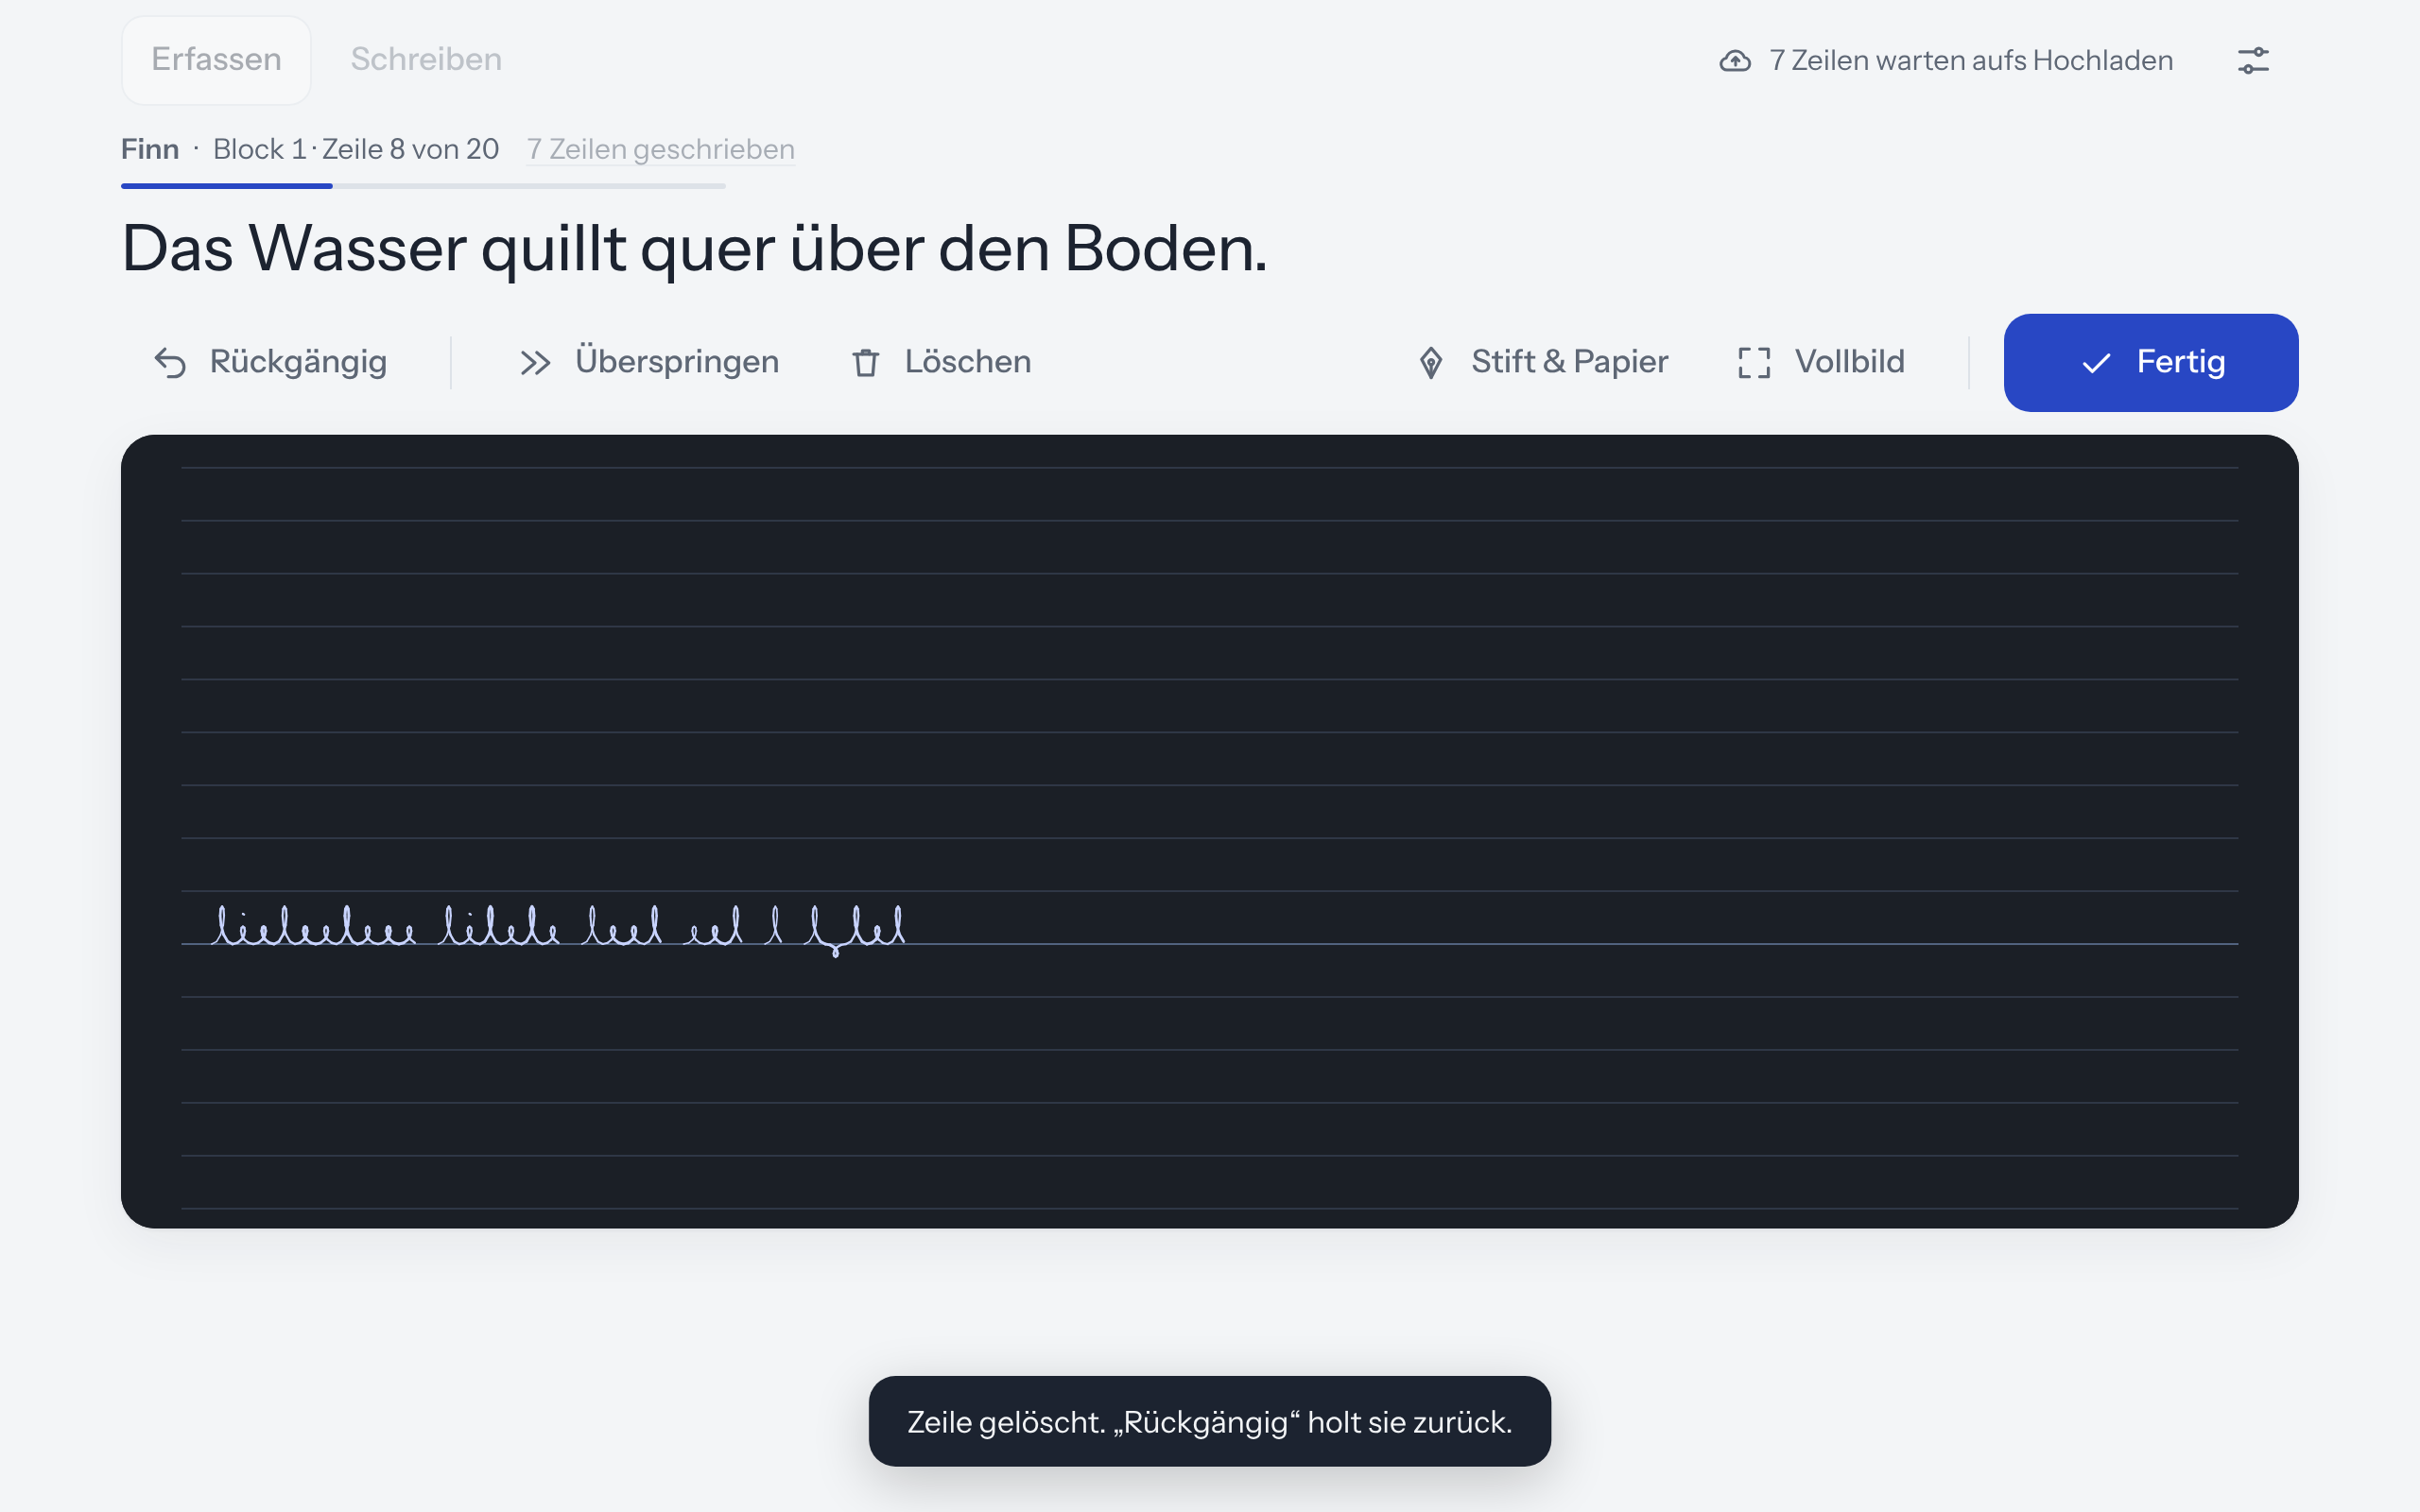 Erfassen Schreiben 7 Zeilen warten aufs Hochladen
Finn · Block 1 · Zeile 8 von 20 7 Zeilen geschrieben
Das Wasser quillt quer über den Boden.
Rückgängig Überspringen Löschen Stift & Papier Vollbild Fertig
Zeile gelöscht. „Rückgängig“ holt sie zurück.